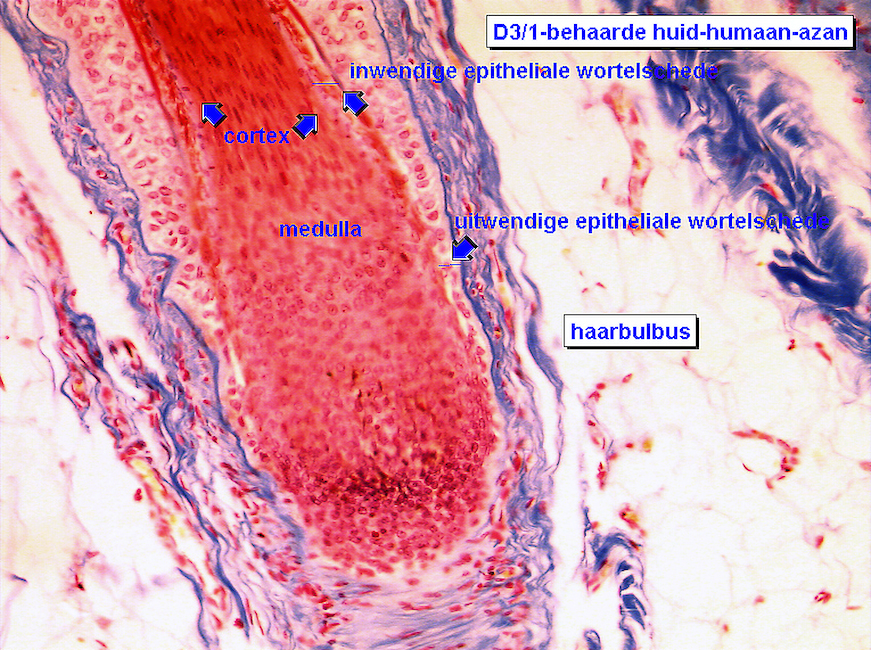 D3/1-behaarde huid-humaan-azan
inwendige epitheliale wortelschede
cortex
uitwendige epitheliale wortelschede
medulla
haarbulbus